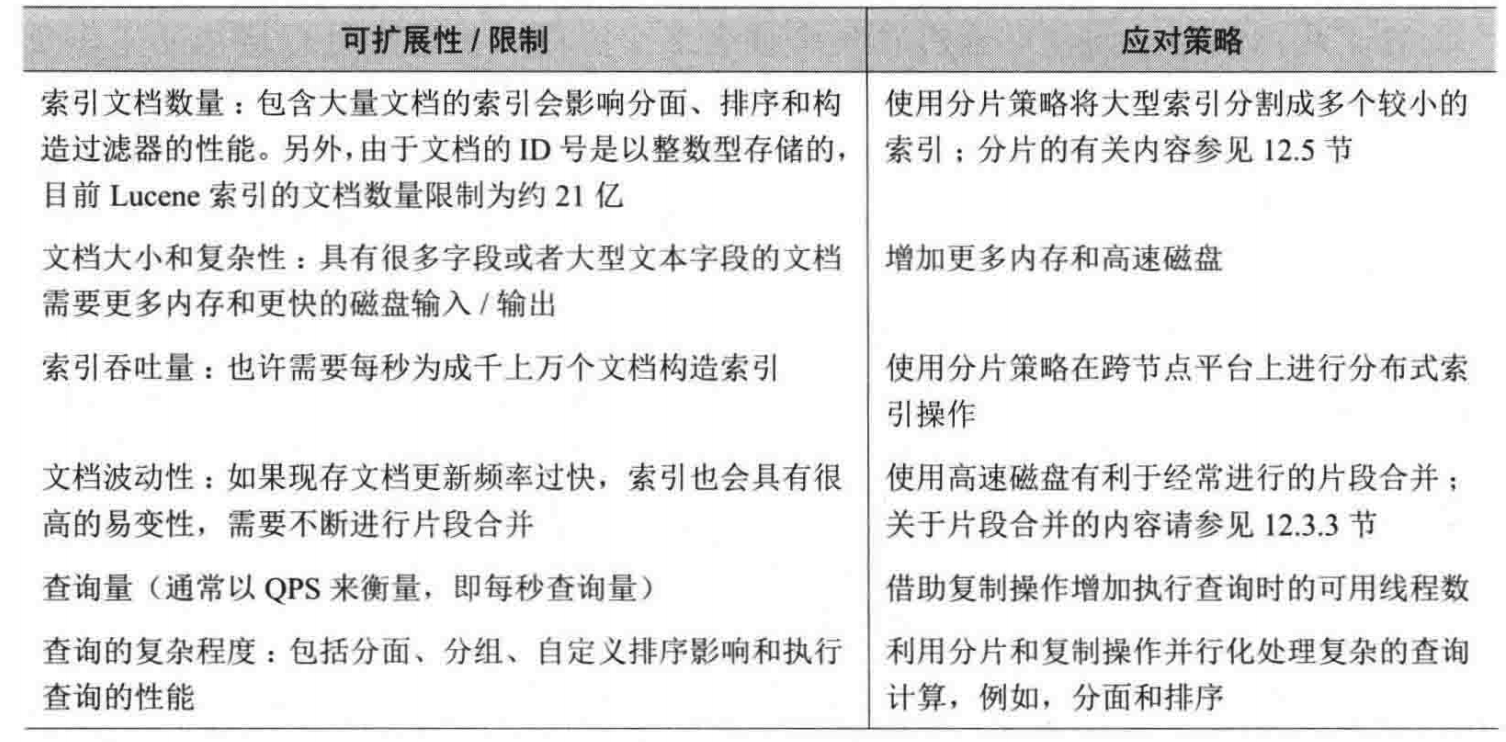 可扩展性 / 限制
应对策略
索引文档数量：包含大量文档的索引会影响分面、排序和构
造过滤器的性能。另外，由于文档的 ID 号是以整数型存储的，
目前 Lucene 索引的文档数量限制为约 21 亿
使用分片策略将大型索引分割成多个较小的
索引；分片的有关内容参见 12.5 节
文档大小和复杂性：具有很多字段或者大型文本字段的文档
需要更多内存和更快的磁盘输入 / 输出
增加更多内存和高速磁盘
索引吞吐量：也许需要每秒为成千上万个文档构造索引
使用分片策略在跨节点平台上进行分布式索
引操作
文档波动性：如果现存文档更新频率过快，索引也会具有很
高的易变性，需要不断进行片段合并
使用高速磁盘有利于经常进行的片段合并；
关于片段合并的内容请参见 12.3.3 节
查询量（通常以 QPS 来衡量，即每秒查询量）
借助复制操作增加执行查询时的可用线程数
查询的复杂程度：包括分面、分组、自定义排序影响和执行
查询的性能
利用分片和复制操作并行化处理复杂的查询
计算，例如，分面和排序